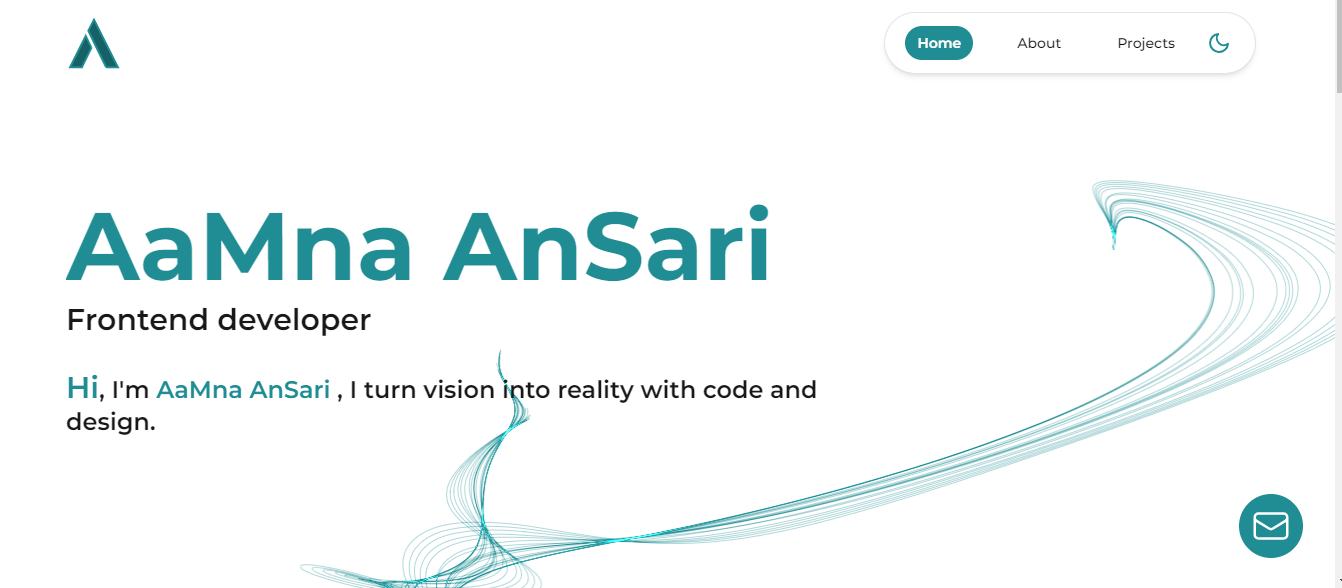 Home About Projects
AaMna AnSari
Frontend developer
Hi, I'm AaMna AnSari , I turn vision into reality with code and
design.